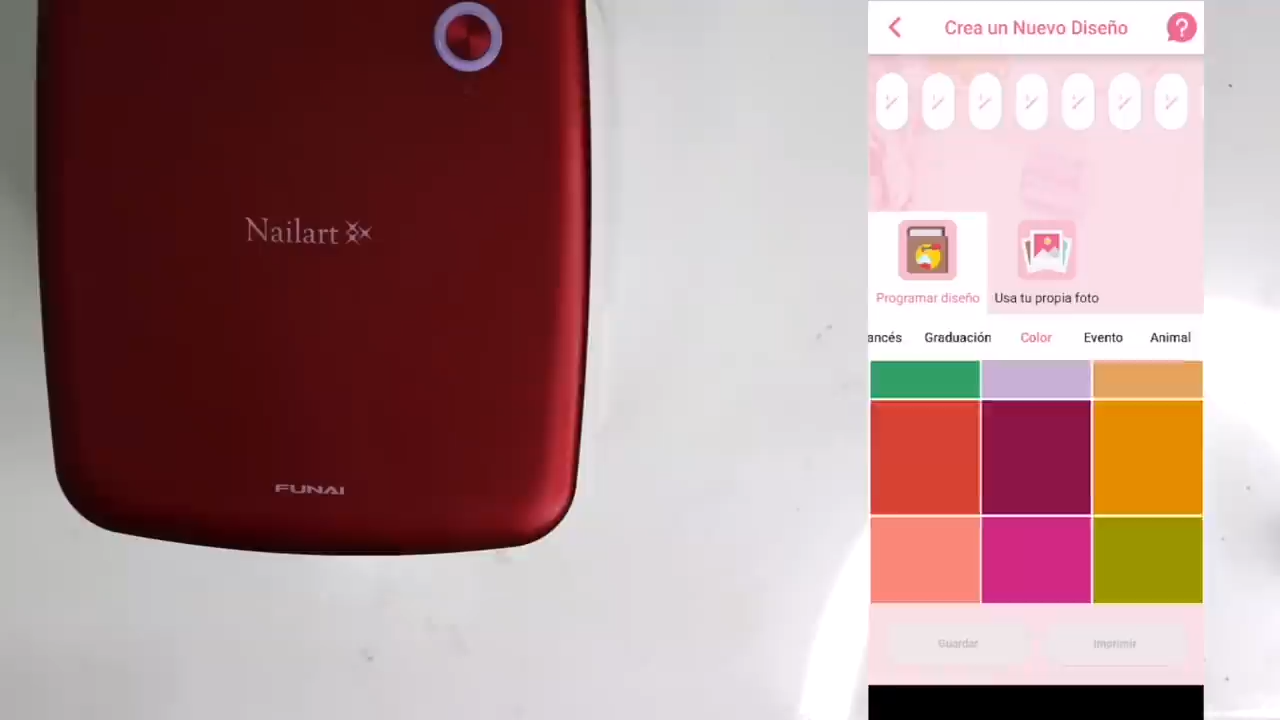 Nailart
FUNAI
Crea un Nuevo Diseño
?
Programar diseño
Usa tu propia foto
ancés
Graduación
Color
Evento
Animal
Guardar
Imprimir